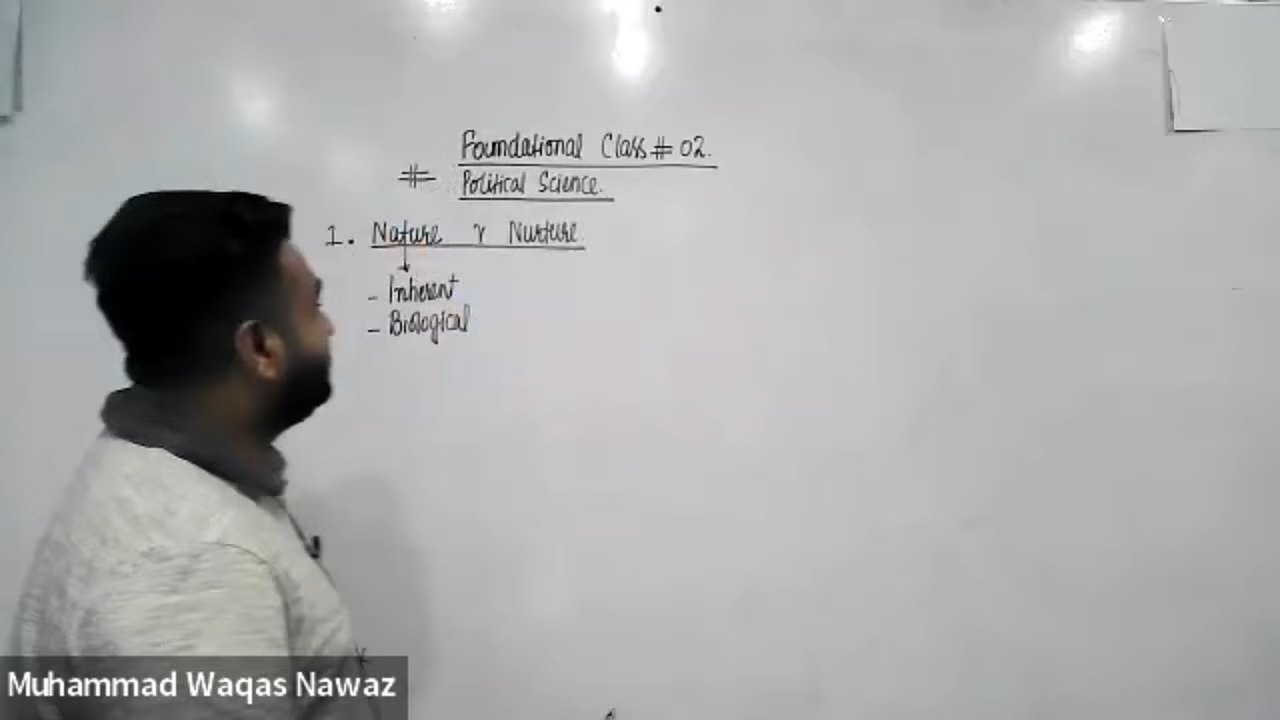 Foundational Class # 02.
# Political Science.
1. Nature & Nurture.
- Inherent
- Biological
Muhammad Waqas Nawaz